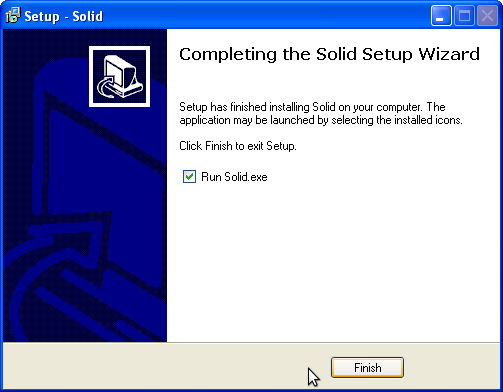 Setup - Solid
Completing the Solid Setup Wizard
Setup has finished installing Solid on your computer. The
application may be launched by selecting the installed icons.
Click Finish to exit Setup.
Run Solid.exe
Finish